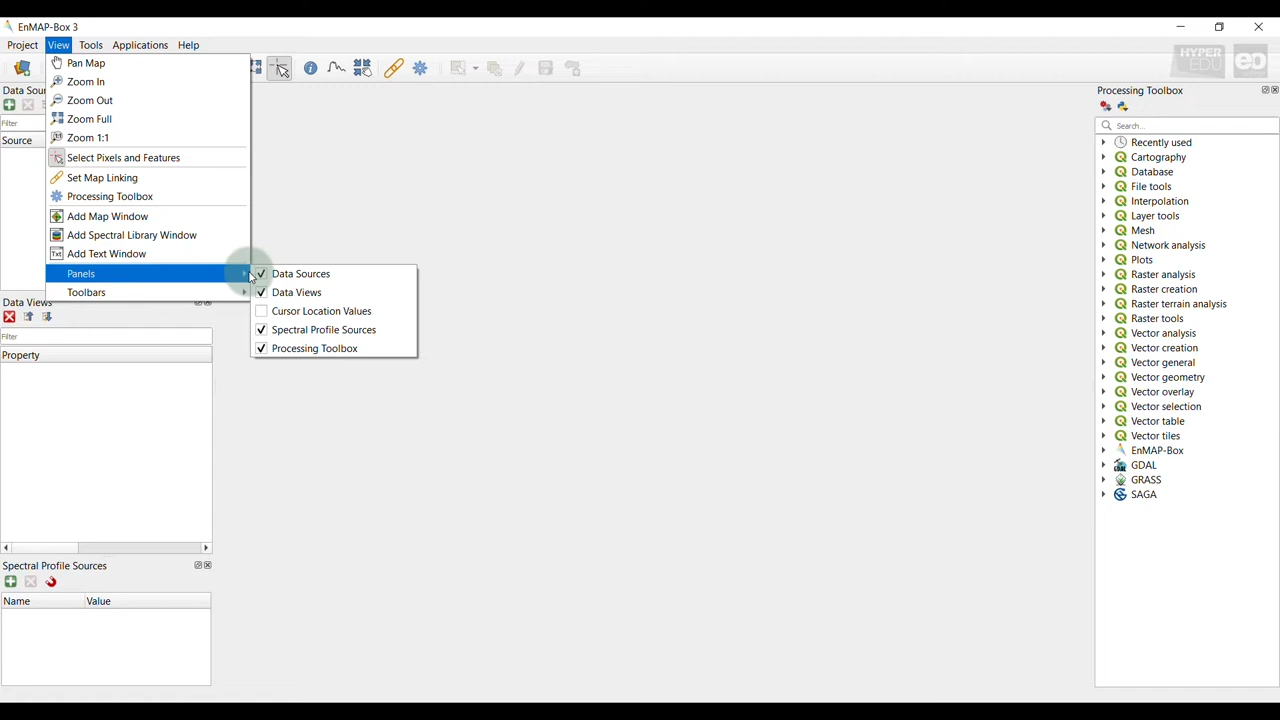 EnMAP-Box 3
Project View Tools Applications Help
HYPER EDU eo
Pan Map
Zoom In
Zoom Out
Zoom Full
Zoom 1:1
Select Pixels and Features
Set Map Linking
Processing Toolbox
Add Map Window
Add Spectral Library Window
Txt Add Text Window
Panels
Toolbars
Data Sources
Data Views
Cursor Location Values
Spectral Profile Sources
Processing Toolbox
Data Sou
Filter
Source
Data Views
Filter
Property
Spectral Profile Sources
Name Value
Processing Toolbox
Search...
Recently used
Cartography
Database
File tools
Interpolation
Layer tools
Mesh
Network analysis
Plots
Raster analysis
Raster creation
Raster terrain analysis
Raster tools
Vector analysis
Vector creation
Vector general
Vector geometry
Vector overlay
Vector selection
Vector table
Vector tiles
EnMAP-Box
GDAL
GRASS
SAGA